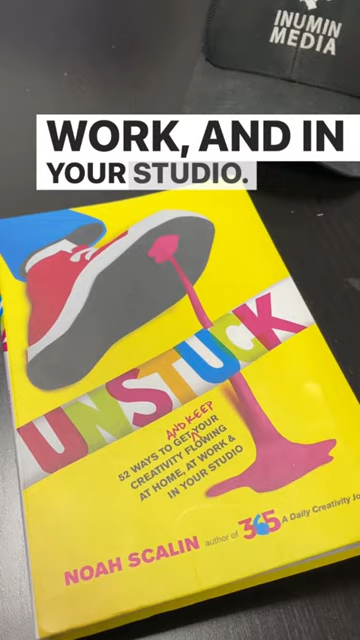 INUMIN
MEDIA
WORK, AND IN
YOUR STUDIO.
UNSTUCK
AND KEEP
52 WAYS TO GET YOUR
CREATIVITY FLOWING
AT HOME, AT WORK &
IN YOUR STUDIO
NOAH SCALIN author of 365 A Daily Creativity Jo